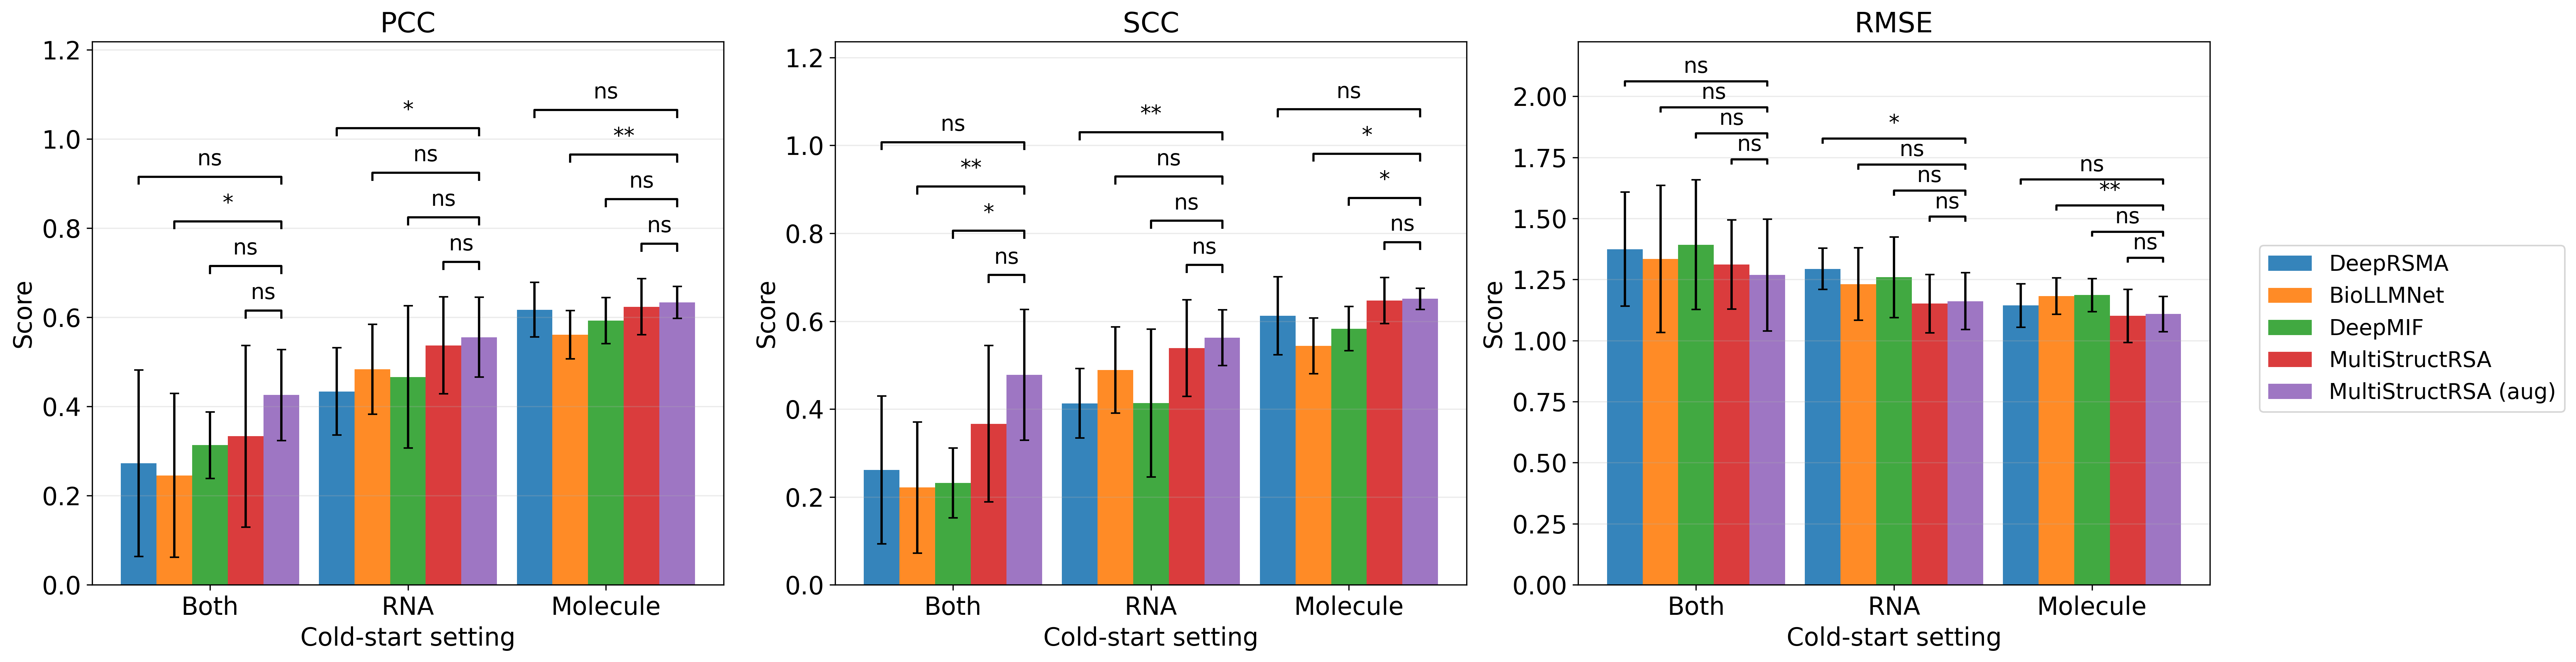 PCC
Score
1.2
1.0
0.8
0.6
0.4
0.2
0.0
ns
*
ns
ns
*
ns
ns
ns
ns
**
ns
ns
Both
RNA
Molecule
Cold-start setting
SCC
Score
1.2
1.0
0.8
0.6
0.4
0.2
0.0
ns
**
*
ns
**
ns
ns
ns
ns
*
*
ns
Both
RNA
Molecule
Cold-start setting
RMSE
Score
2.00
1.75
1.50
1.25
1.00
0.75
0.50
0.25
0.00
ns
ns
ns
ns
*
ns
ns
ns
ns
**
ns
ns
Both
RNA
Molecule
Cold-start setting
DeepRSMA
BioLLMNet
DeepMIF
MultiStructRSA
MultiStructRSA (aug)